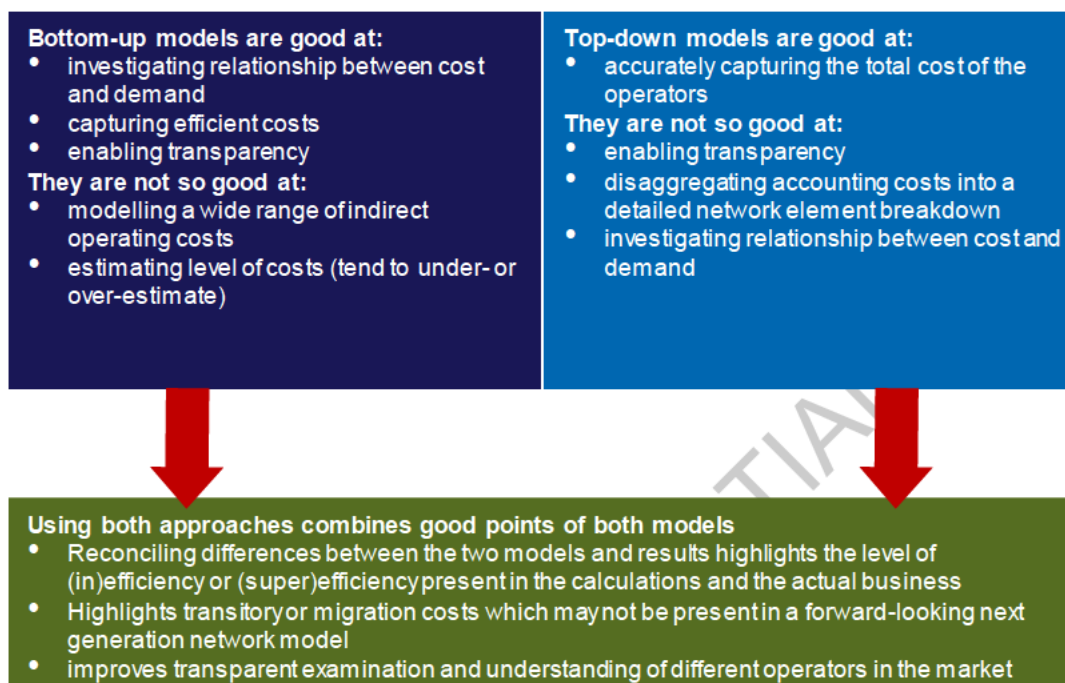 Bottom-up models are good at:
• investigating relationship between cost
and demand
• capturing efficient costs
• enabling transparency
They are not so good at:
• modelling a wide range of indirect
operating costs
• estimating level of costs (tend to under- or
over-estimate)
Top-down models are good at:
• accurately capturing the total cost of the
operators
They are not so good at:
• enabling transparency
• disaggregating accounting costs into a
detailed network element breakdown
• investigating relationship between cost and
demand
Using both approaches combines good points of both models
• Reconciling differences between the two models and results highlights the level of
(in)efficiency or (super)efficiency present in the calculations and the actual business
• Highlights transitory or migration costs which may not be present in a forward-looking next
generation network model
• improves transparent examination and understanding of different operators in the market